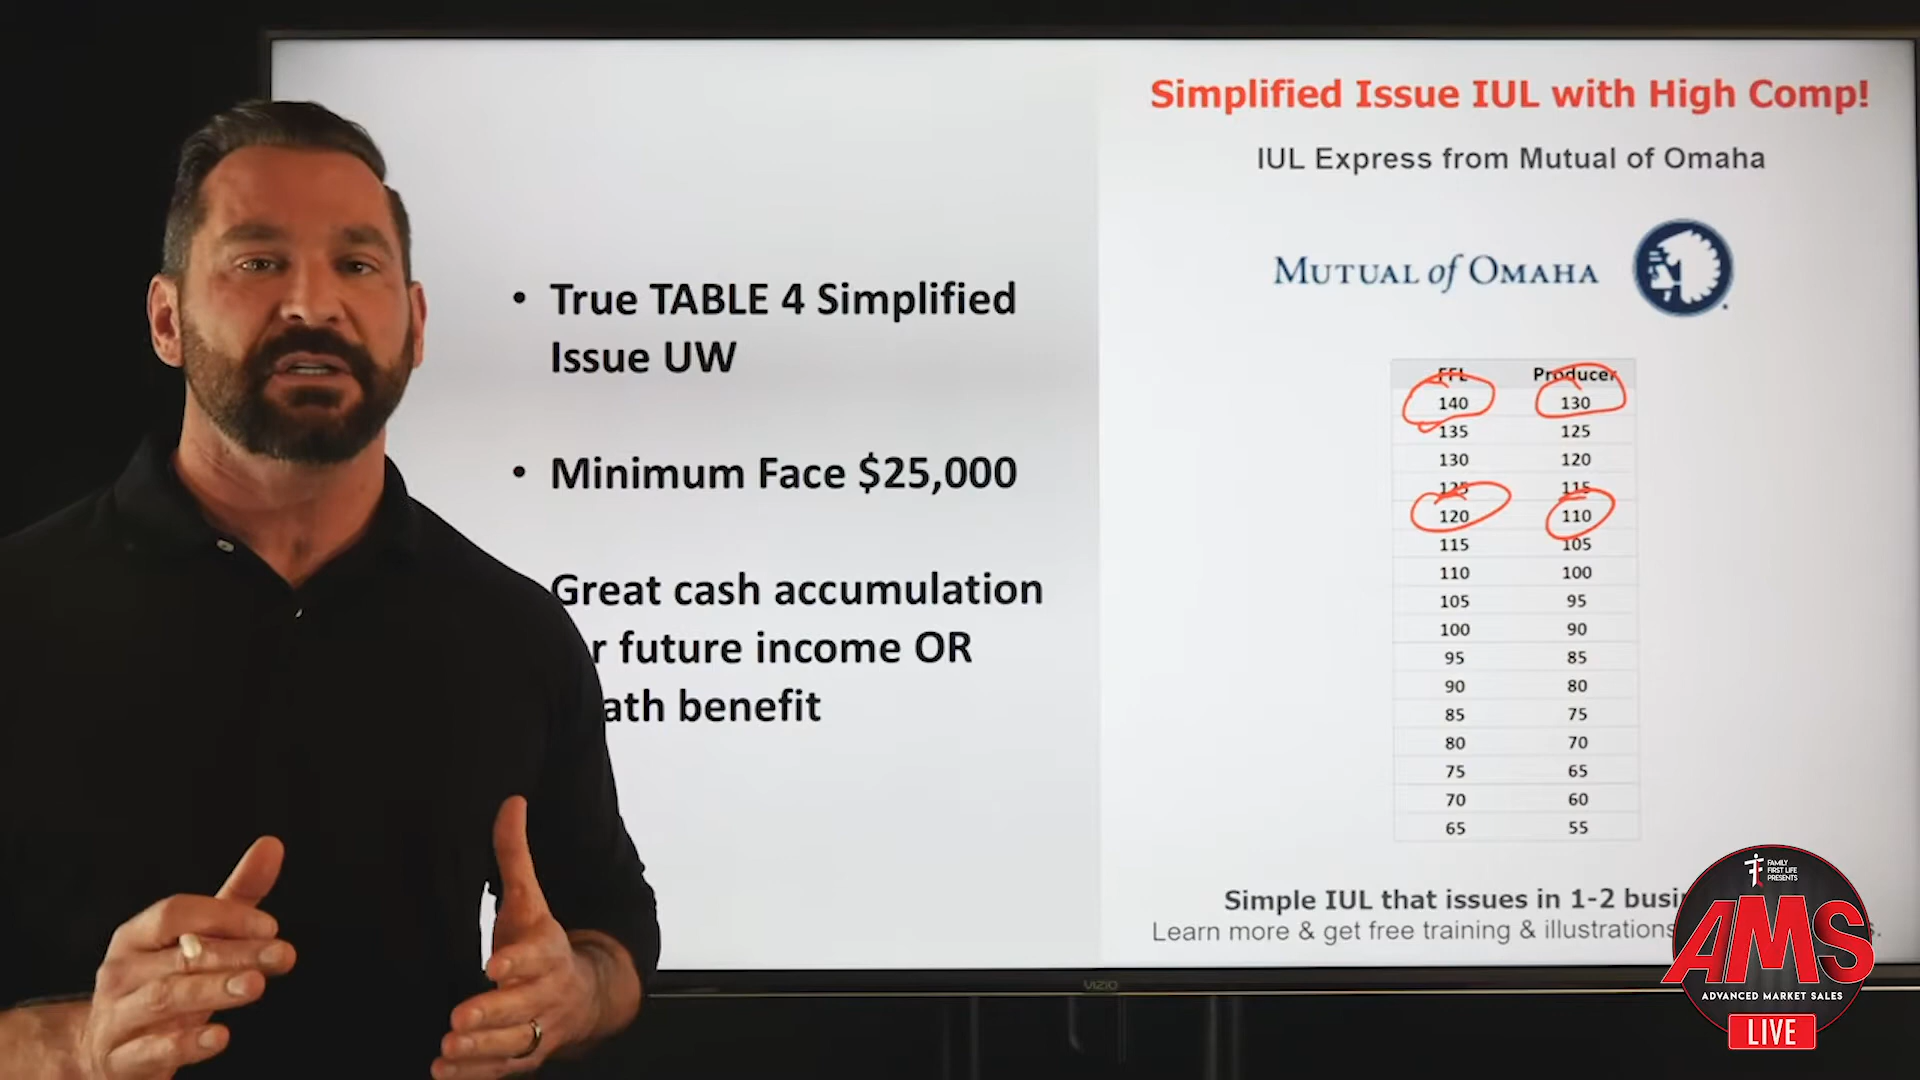 Simplified Issue IUL with High Comp!
IUL Express from Mutual of Omaha
MUTUAL of OMAHA
• True TABLE 4 Simplified
Issue UW
• Minimum Face $25,000
Great cash accumulation
future income OR
benefit
FFL Producer
140 130
135 125
130 120
125 115
120 110
115 105
110 100
105 95
100 90
95 85
90 80
85 75
80 70
75 65
70 60
65 55
Simple IUL that issues in 1-2
Learn more & get free training & illustrations
VIZIO
FAMILY
FIRST LIFE
PRESENTS
AMS
ADVANCED MARKET SALES
LIVE